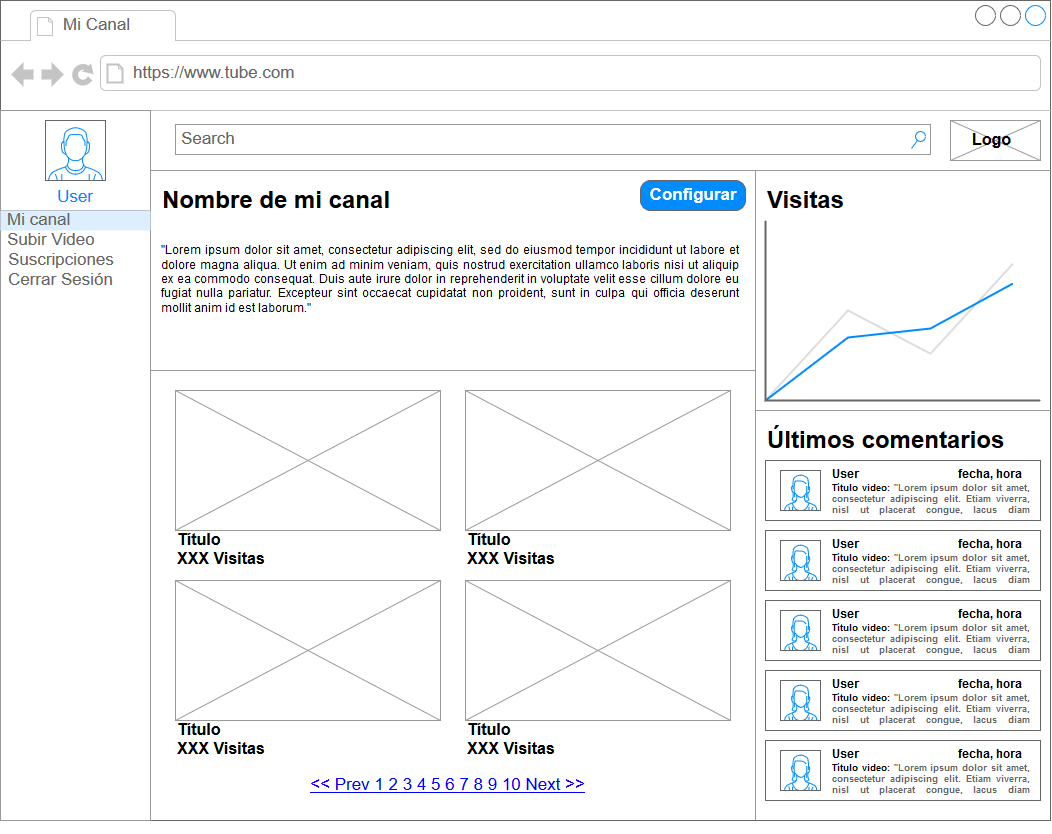 Mi Canal
https://www.tube.com
User
Mi canal
Subir Video
Suscripciones
Cerrar Sesión
Search
Logo
Nombre de mi canal
Configurar
"Lorem ipsum dolor sit amet, consectetur adipiscing elit, sed do eiusmod tempor incididunt ut labore et
dolore magna aliqua. Ut enim ad minim veniam, quis nostrud exercitation ullamco laboris nisi ut aliquip
ex ea commodo consequat. Duis aute irure dolor in reprehenderit in voluptate velit esse cillum dolore eu
fugiat nulla pariatur. Excepteur sint occaecat cupidatat non proident, sunt in culpa qui officia deserunt
mollit anim id est laborum."
Título
XXX Visitas
Título
XXX Visitas
Título
XXX Visitas
Título
XXX Visitas
<< Prev 1 2 3 4 5 6 7 8 9 10 Next >>
Visitas
Últimos comentarios
User fecha, hora
Titulo video: "Lorem ipsum dolor sit amet,
consectetur adipiscing elit. Etiam viverra,
nisl ut placerat congue, lacus diam
User fecha, hora
Titulo video: "Lorem ipsum dolor sit amet,
consectetur adipiscing elit. Etiam viverra,
nisl ut placerat congue, lacus diam
User fecha, hora
Titulo video: "Lorem ipsum dolor sit amet,
consectetur adipiscing elit. Etiam viverra,
nisl ut placerat congue, lacus diam
User fecha, hora
Titulo video: "Lorem ipsum dolor sit amet,
consectetur adipiscing elit. Etiam viverra,
nisl ut placerat congue, lacus diam
User fecha, hora
Titulo video: "Lorem ipsum dolor sit amet,
consectetur adipiscing elit. Etiam viverra,
nisl ut placerat congue, lacus diam